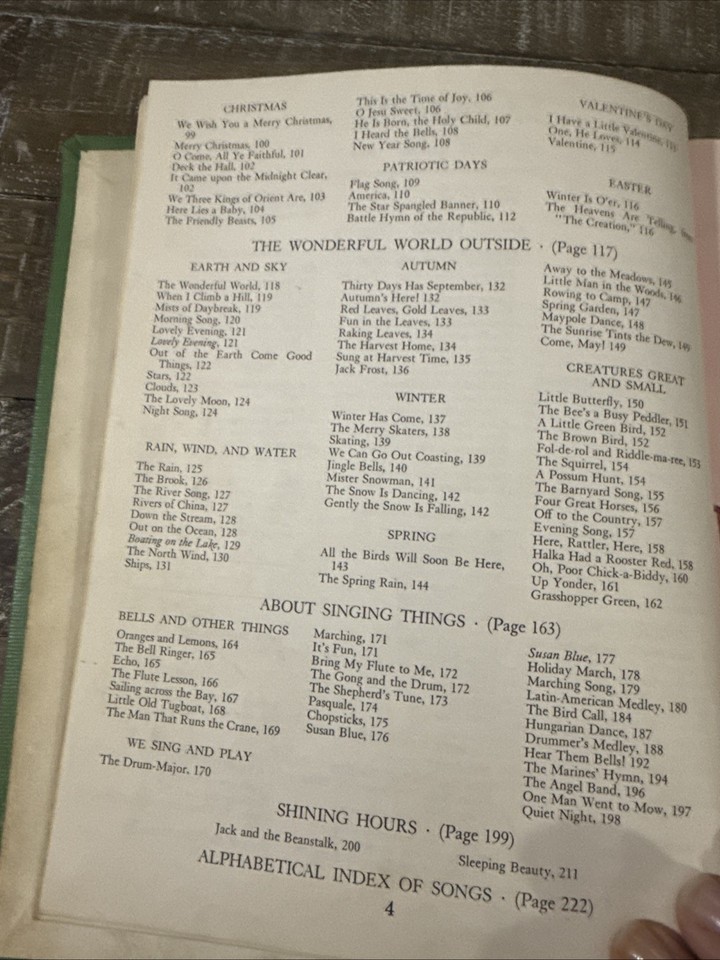 CHRISTMAS
We Wish You a Merry Christmas,
99
Merry Christmas, 100
O Come, All Ye Faithful, 101
Deck the Hall, 102
It Came upon the Midnight Clear,
102
We Three Kings of Orient Are, 103
Here Lies a Baby, 104
The Friendly Beasts, 105
This Is the Time of Joy, 106
O Jesu Sweet, 106
He Is Born, the Holy Child, 107
I Heard the Bells, 108
New Year Song, 108
PATRIOTIC DAYS
Flag Song, 109
America, 110
The Star Spangled Banner, 110
Battle Hymn of the Republic, 112
VALENTINE'S DAY
I Have a Little Valentine, 113
One, He Loves, 114
Valentine, 115
EASTER
Winter Is O'er, 116
The Heavens Are Telling, from
"The Creation," 116
THE WONDERFUL WORLD OUTSIDE · (Page 117)
EARTH AND SKY
The Wonderful World, 118
When I Climb a Hill, 119
Mists of Daybreak, 119
Morning Song, 120
Lovely Evening, 121
Lovely Evening, 121
Out of the Earth Come Good
Things, 122
Stars, 122
Clouds, 123
The Lovely Moon, 124
Night Song, 124
RAIN, WIND, AND WATER
The Rain, 125
The Brook, 126
The River Song, 127
Rivers of China, 127
Down the Stream, 128
Out on the Ocean, 128
Boating on the Lake, 129
The North Wind, 130
Ships, 131
AUTUMN
Thirty Days Has September, 132
Autumn's Here! 132
Red Leaves, Gold Leaves, 133
Fun in the Leaves, 133
Raking Leaves, 134
The Harvest Home, 134
Sung at Harvest Time, 135
Jack Frost, 136
WINTER
Winter Has Come, 137
The Merry Skaters, 138
Skating, 139
We Can Go Out Coasting, 139
Jingle Bells, 140
Mister Snowman, 141
The Snow Is Dancing, 142
Gently the Snow Is Falling, 142
SPRING
All the Birds Will Soon Be Here,
143
The Spring Rain, 144
Away to the Meadows, 145
Little Man in the Woods, 146
Rowing to Camp, 147
Spring Garden, 147
Maypole Dance, 148
The Sunrise Tints the Dew, 149
Come, May! 149
CREATURES GREAT
AND SMALL
Little Butterfly, 150
The Bee's a Busy Peddler, 151
A Little Green Bird, 152
The Brown Bird, 152
Fol-de-rol and Riddle-ma-ree, 153
The Squirrel, 154
A Possum Hunt, 154
The Barnyard Song, 155
Four Great Horses, 156
Off to the Country, 157
Evening Song, 157
Here, Rattler, Here, 158
Halka Had a Rooster Red, 158
Oh, Poor Chick-a-Biddy, 160
Up Yonder, 161
Grasshopper Green, 162
ABOUT SINGING THINGS · (Page 163)
BELLS AND OTHER THINGS
Oranges and Lemons, 164
The Bell Ringer, 165
Echo, 165
The Flute Lesson, 166
Sailing across the Bay, 167
Little Old Tugboat, 168
The Man That Runs the Crane, 169
WE SING AND PLAY
The Drum-Major, 170
Marching, 171
It's Fun, 171
Bring My Flute to Me, 172
The Gong and the Drum, 172
The Shepherd's Tune, 173
Pasquale, 174
Chopsticks, 175
Susan Blue, 176
Susan Blue, 177
Holiday March, 178
Marching Song, 179
Latin-American Medley, 180
The Bird Call, 184
Hungarian Dance, 187
Drummer's Medley, 188
Hear Them Bells! 192
The Marines' Hymn, 194
The Angel Band, 196
One Man Went to Mow, 197
Quiet Night, 198
SHINING HOURS · (Page 199)
Jack and the Beanstalk, 200
Sleeping Beauty, 211
ALPHABETICAL INDEX OF SONGS · (Page 222)
4